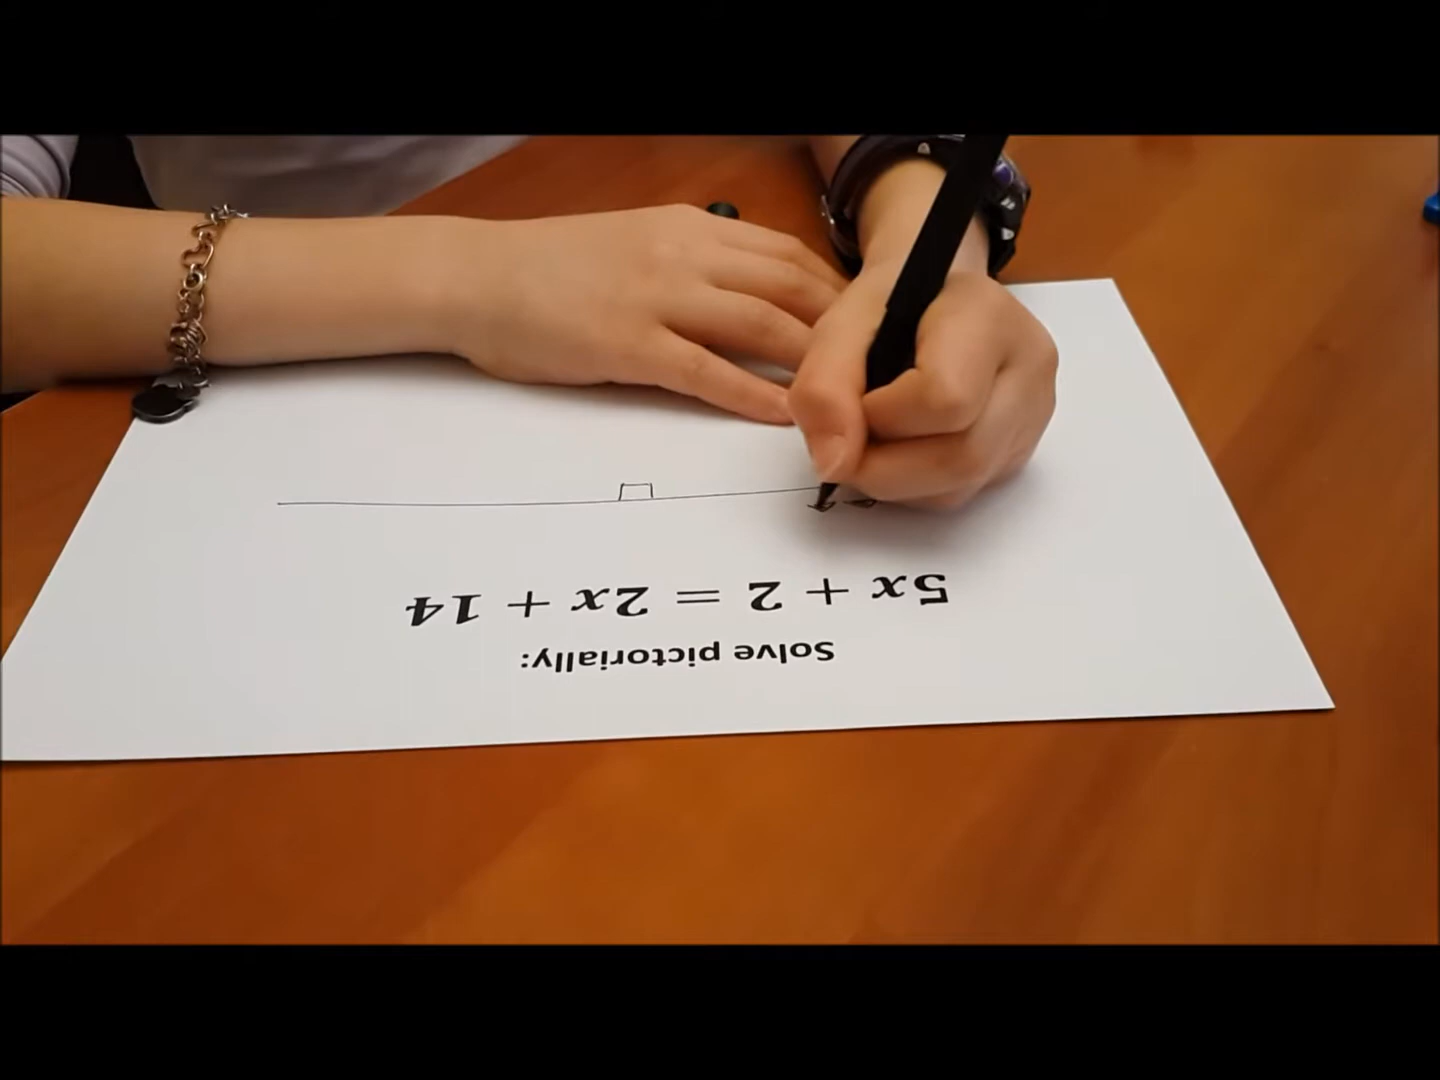 Solve pictorially:
5x + 2 = 2x + 14